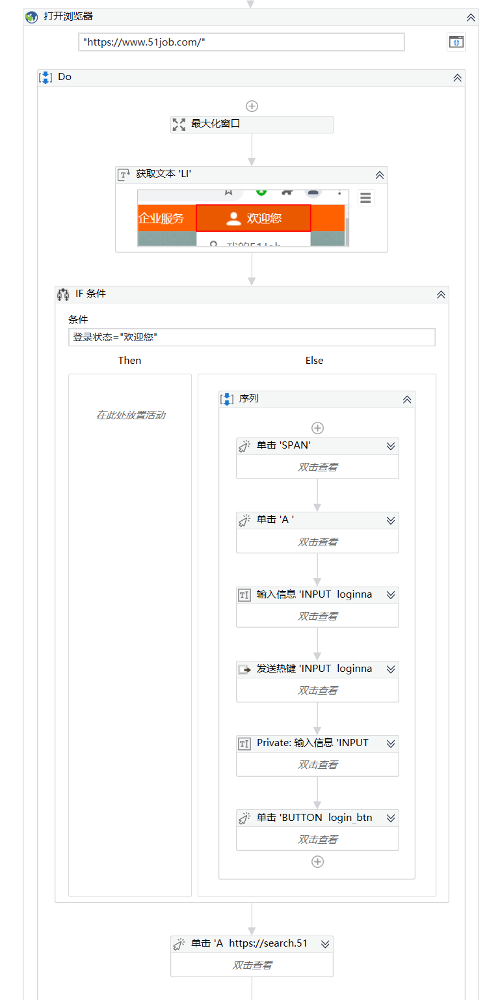 打开浏览器
"https://www.51job.com/"
Do
最大化窗口
获取文本 'LI'
企业服务
欢迎您
我的51Job
IF 条件
条件
登录状态="欢迎您"
Then
Else
在此处放置活动
序列
单击 'SPAN'
双击查看
单击 'A '
双击查看
输入信息 'INPUT  loginna
双击查看
发送热键 'INPUT  loginna
双击查看
Private: 输入信息 'INPUT
双击查看
单击 'BUTTON  login_btn
双击查看
单击 'A  https://search.51
双击查看